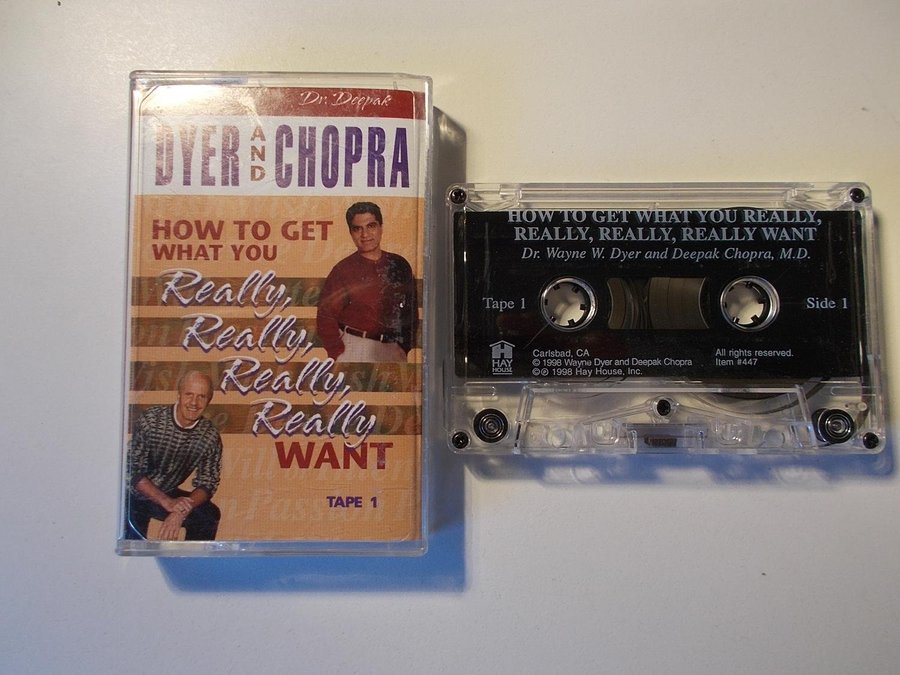 Dr. Deepak
DYER AND CHOPRA
HOW TO GET
WHAT YOU
Really,
Really,
Really,
Really
WANT
TAPE 1
HOW TO GET WHAT YOU REALLY,
REALLY, REALLY, REALLY WANT
Dr. Wayne W. Dyer and Deepak Chopra, M.D.
Tape 1
Side 1
HAY
HOUSE
Carlsbad, CA
© 1998 Wayne Dyer and Deepak Chopra
©℗ 1998 Hay House, Inc.
All rights reserved.
Item #447